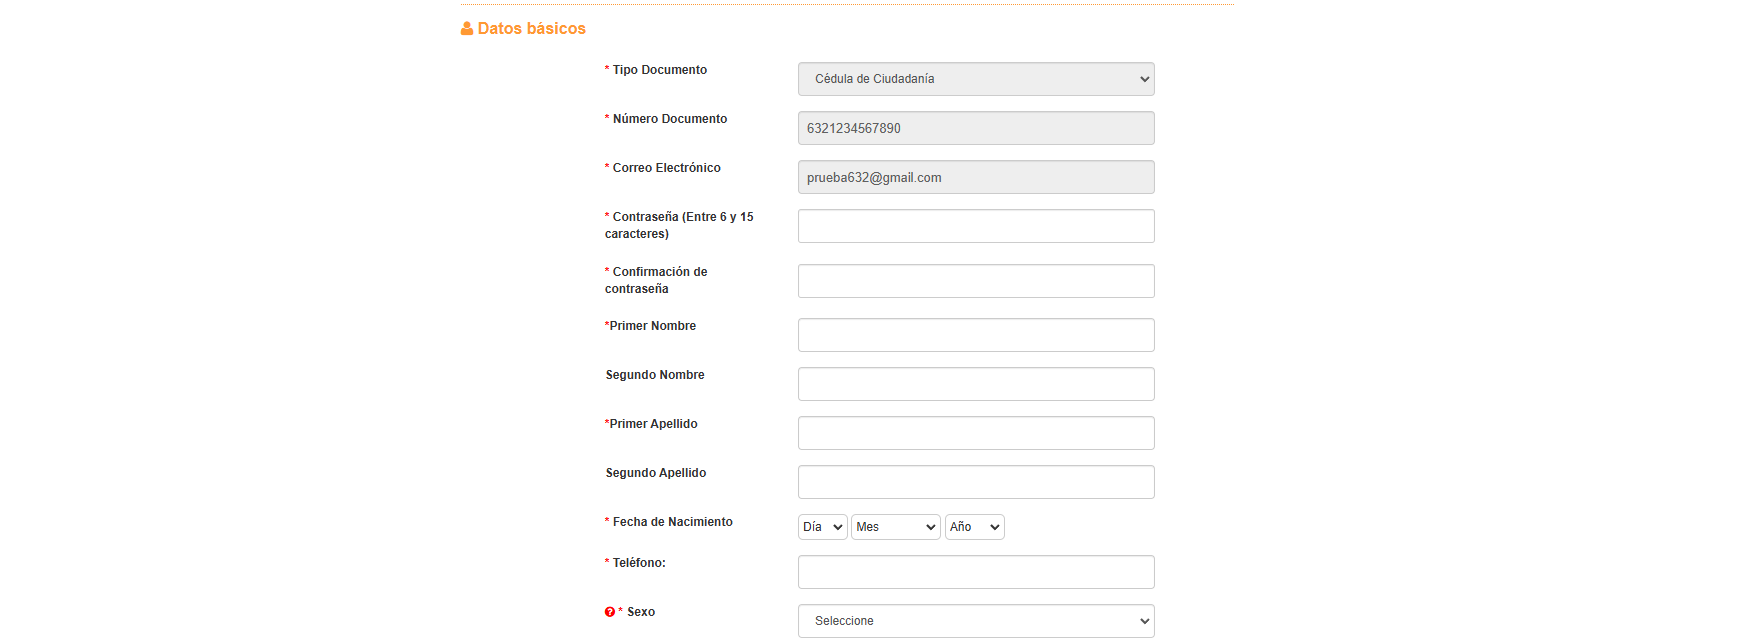 Datos básicos
* Tipo Documento
Cédula de Ciudadanía
* Número Documento
6321234567890
* Correo Electrónico
prueba632@gmail.com
* Contraseña (Entre 6 y 15
caracteres)
* Confirmación de
contraseña
*Primer Nombre
Segundo Nombre
*Primer Apellido
Segundo Apellido
* Fecha de Nacimiento
Día Mes Año
* Teléfono:
* Sexo
Seleccione